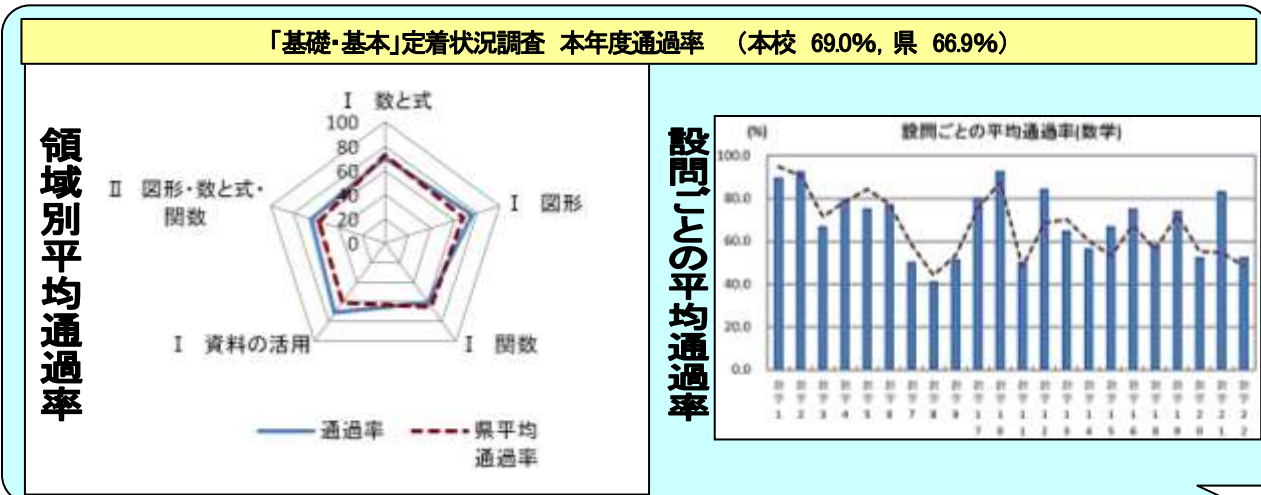 「基礎・基本」定着状況調査 本年度通過率 （本校 69.0%, 県 66.9%）
領域別平均通過率
Ⅰ 数と式
100
80
60
40
20
0
Ⅰ 図形
Ⅰ 関数
Ⅰ 資料の活用
Ⅱ 図形・数と式・
関数
通過率
県平均
通過率
設問ごとの平均通過率
(%)
設問ごとの平均通過率(数学)
100.0
80.0
60.0
40.0
20.0
0.0